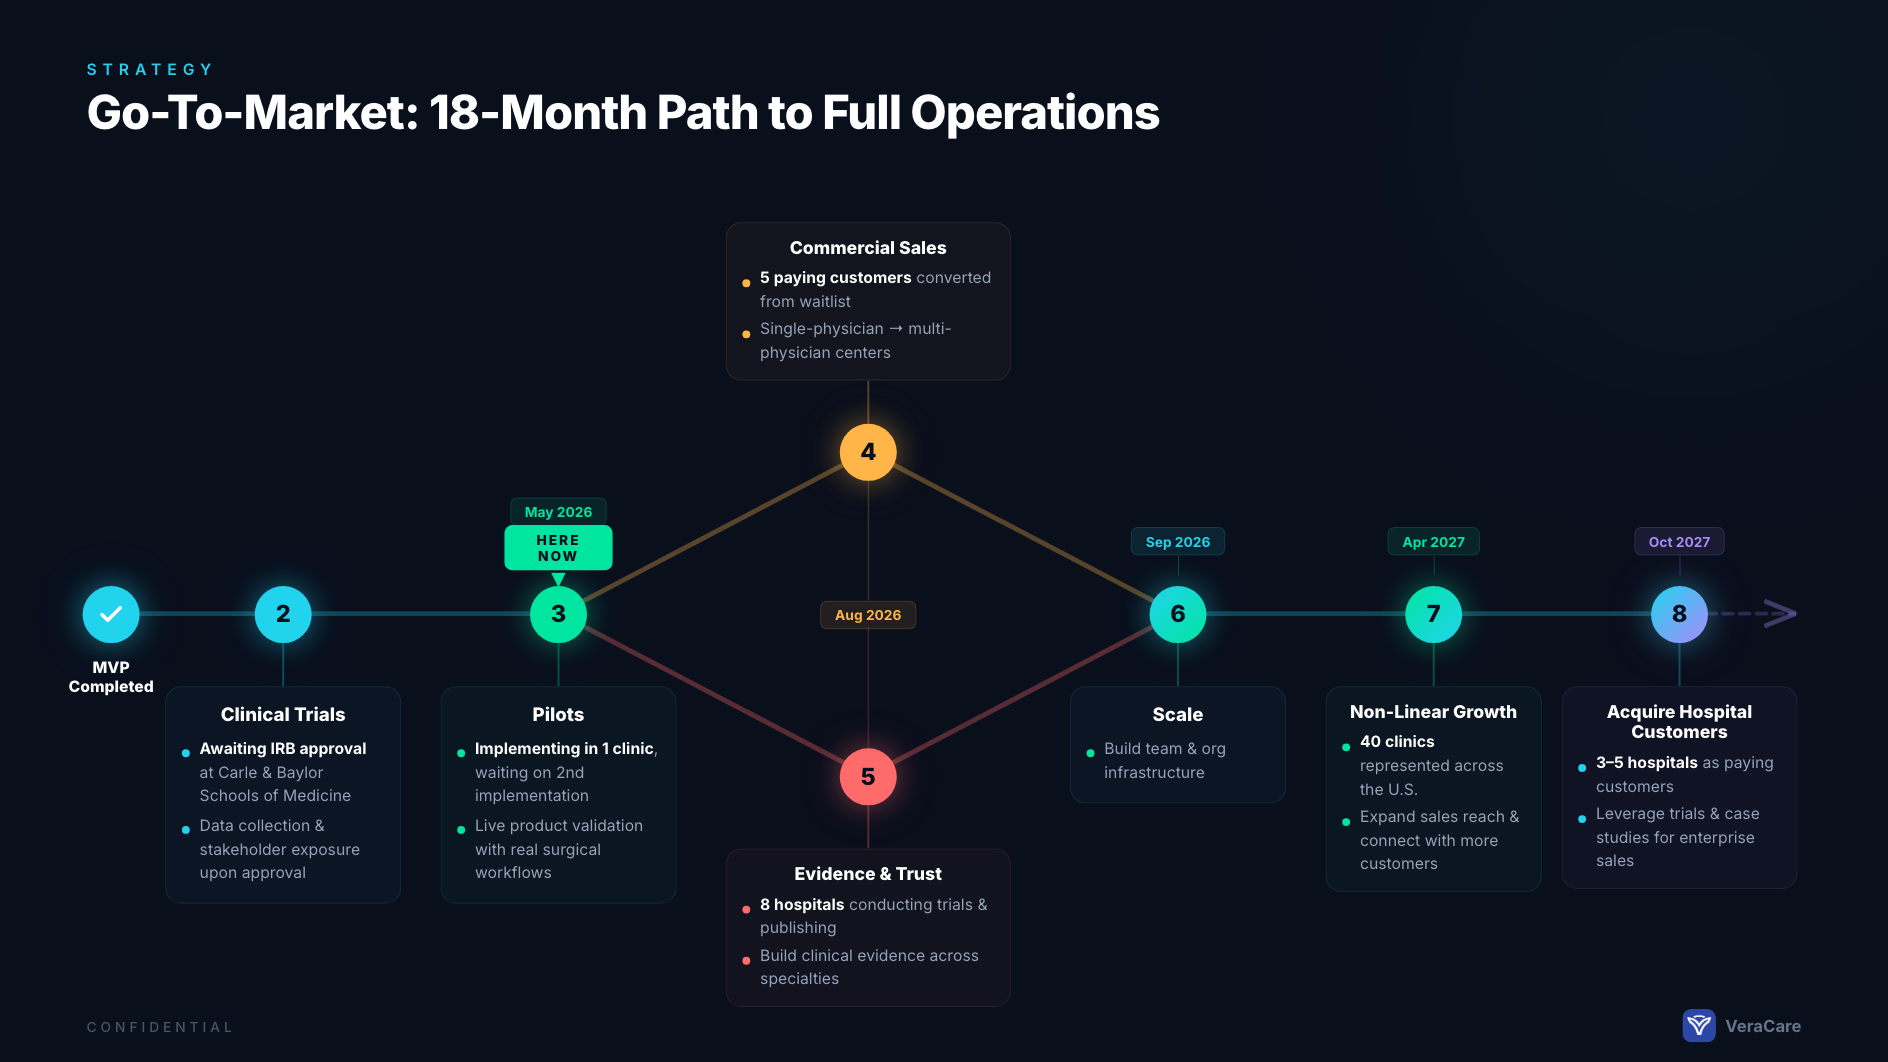 STRATEGY
Go-To-Market: 18-Month Path to Full Operations
Commercial Sales
5 paying customers converted
from waitlist
Single-physician → multi-
physician centers
4
May 2026
HERE
NOW
Sep 2026
Apr 2027
Oct 2027
2
3
Aug 2026
6
7
8
MVP
Completed
Clinical Trials
Awaiting IRB approval
at Carle & Baylor
Schools of Medicine
Data collection &
stakeholder exposure
upon approval
Pilots
Implementing in 1 clinic,
waiting on 2nd
implementation
Live product validation
with real surgical
workflows
5
Evidence & Trust
8 hospitals conducting trials &
publishing
Build clinical evidence across
specialties
Scale
Build team & org
infrastructure
Non-Linear Growth
40 clinics
represented across
the U.S.
Expand sales reach &
connect with more
customers
Acquire Hospital
Customers
3–5 hospitals as paying
customers
Leverage trials & case
studies for enterprise
sales
CONFIDENTIAL
VeraCare